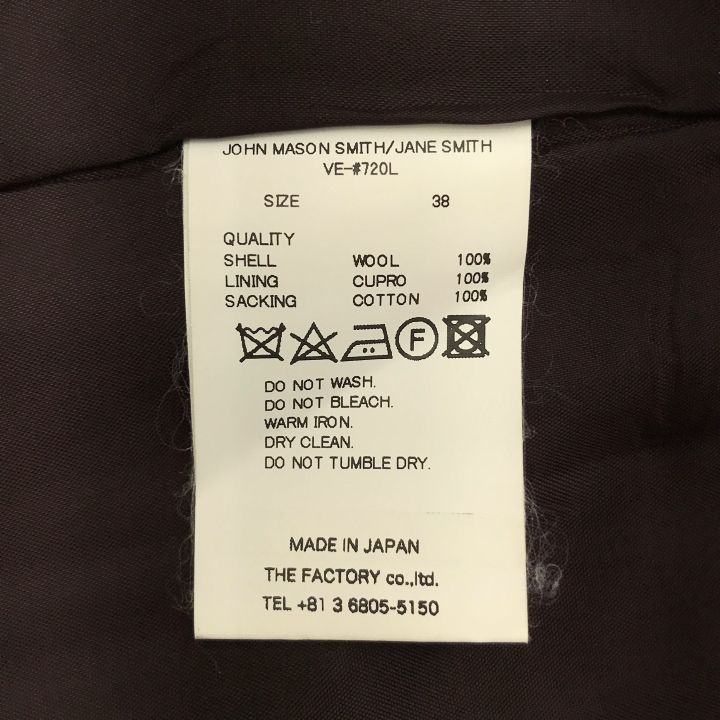 JOHN MASON SMITH/JANE SMITH
VE-#720L
SIZE 38
QUALITY
SHELL WOOL 100%
LINING CUPRO 100%
SACKING COTTON 100%
F
DO NOT WASH.
DO NOT BLEACH.
WARM IRON.
DRY CLEAN.
DO NOT TUMBLE DRY.
MADE IN JAPAN
THE FACTORY co.,ltd.
TEL +81 3 6805-5150